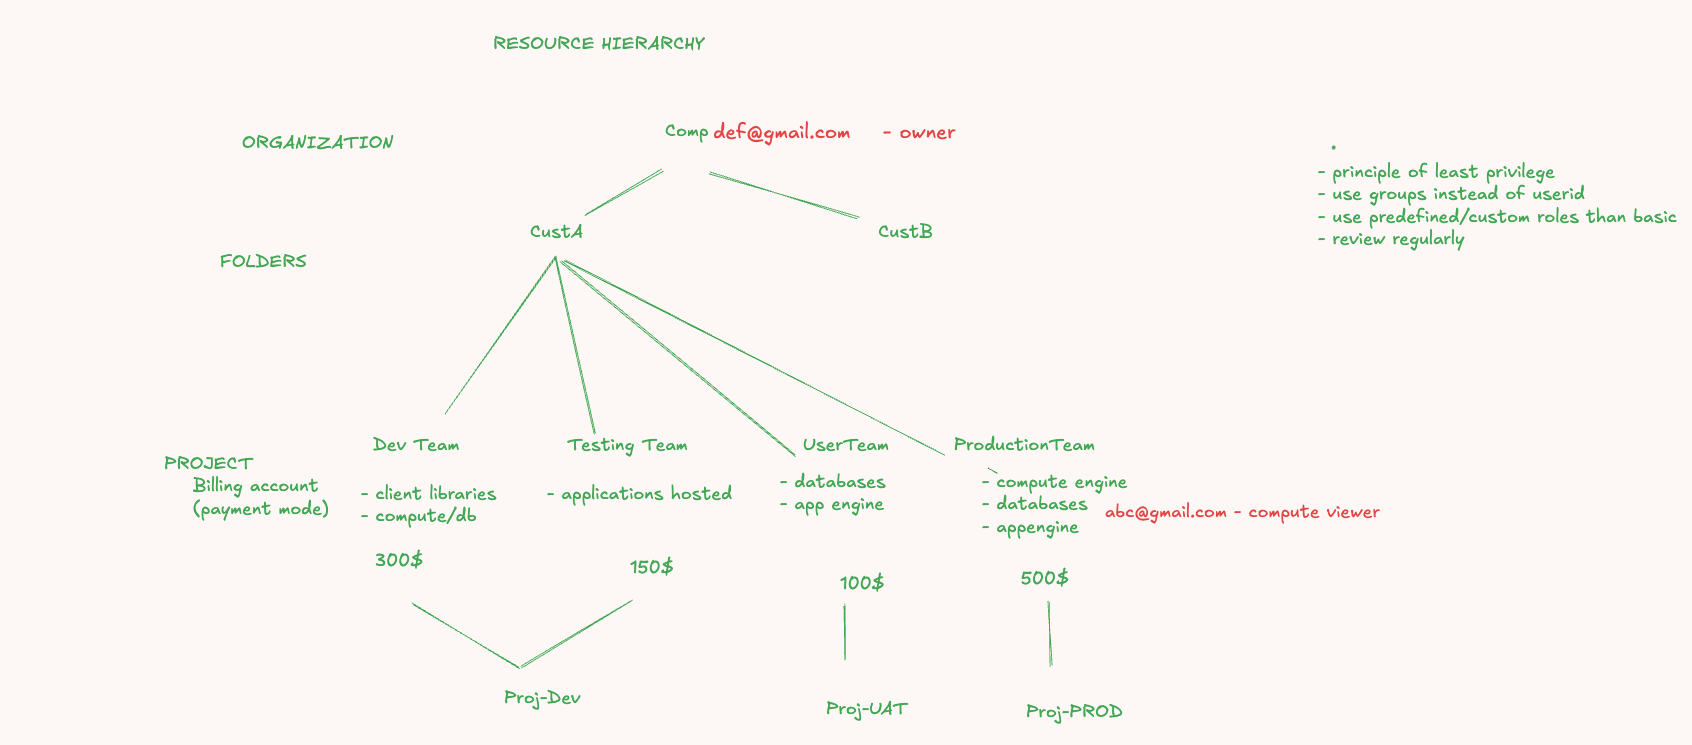 RESOURCE HIERARCHY
ORGANIZATION
Comp def@gmail.com - owner
- principle of least privilege
- use groups instead of userid
- use predefined/custom roles than basic
- review regularly
CustA
CustB
FOLDERS
PROJECT
Billing account
(payment mode)
Dev Team
- client libraries
- compute/db
300$
Testing Team
- applications hosted
150$
UserTeam
- databases
- app engine
100$
ProductionTeam
- compute engine
- databases
- appengine
abc@gmail.com - compute viewer
500$
Proj-Dev
Proj-UAT
Proj-PROD